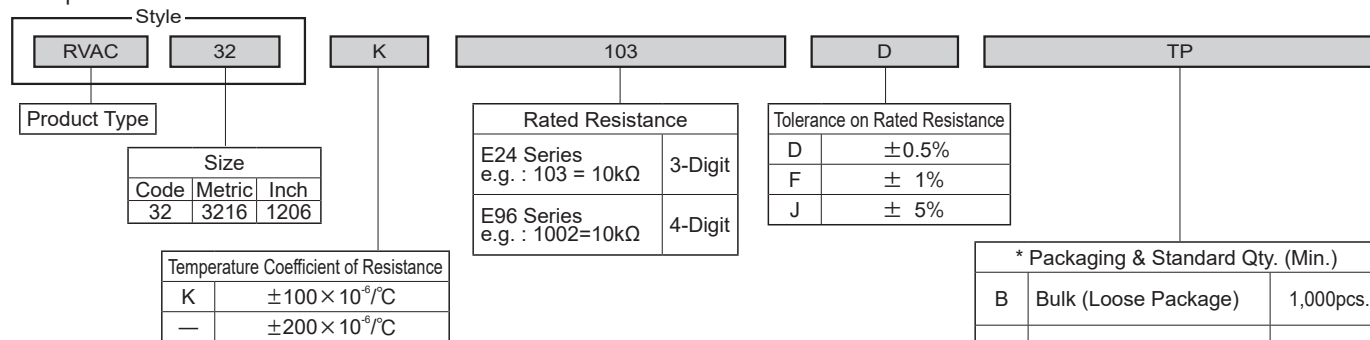 Style
RVAC 32 K 103 D TP
Product Type
Size
Code Metric Inch
32 3216 1206
Temperature Coefficient of Resistance
K ±100×10⁻⁶/℃
— ±200×10⁻⁶/℃
Rated Resistance
E24 Series
e.g. : 103 = 10kΩ
3-Digit
E96 Series
e.g. : 1002=10kΩ
4-Digit
Tolerance on Rated Resistance
D ±0.5%
F ± 1%
J ± 5%
* Packaging & Standard Qty. (Min.)
B Bulk (Loose Package) 1,000pcs.